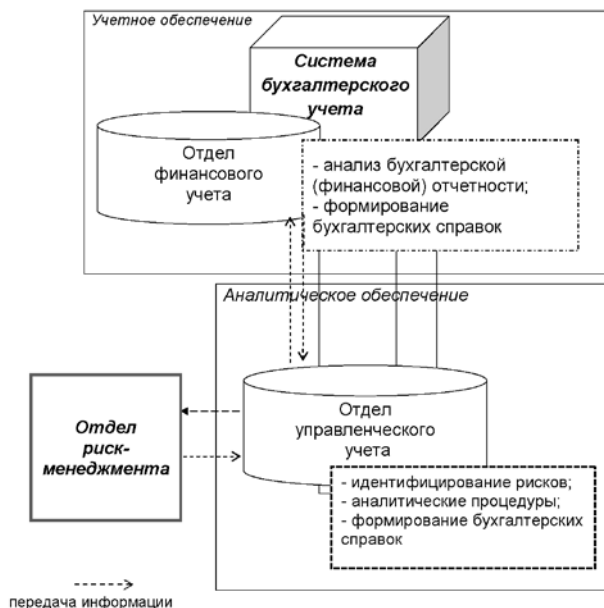 Учетное обеспечение
Система
бухгалтерского
учета
Отдел
финансового
учета
- анализ бухгалтерской
(финансовой) отчетности;
- формирование
бухгалтерских справок
Аналитическое обеспечение
Отдел
риск-
менеджмента
Отдел
управленческого
учета
- идентифицирование рисков;
- аналитические процедуры;
- формирование бухгалтерских
справок
передача информации